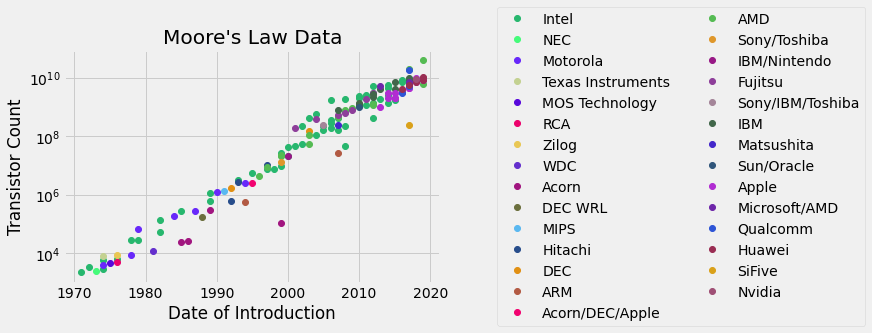 Moore's Law Data
Transistor Count
10^10
10^8
10^6
10^4
1970 1980 1990 2000 2010 2020
Date of Introduction
Intel
NEC
Motorola
Texas Instruments
MOS Technology
RCA
Zilog
WDC
Acorn
DEC WRL
MIPS
Hitachi
DEC
ARM
Acorn/DEC/Apple
AMD
Sony/Toshiba
IBM/Nintendo
Fujitsu
Sony/IBM/Toshiba
IBM
Matsushita
Sun/Oracle
Apple
Microsoft/AMD
Qualcomm
Huawei
SiFive
Nvidia